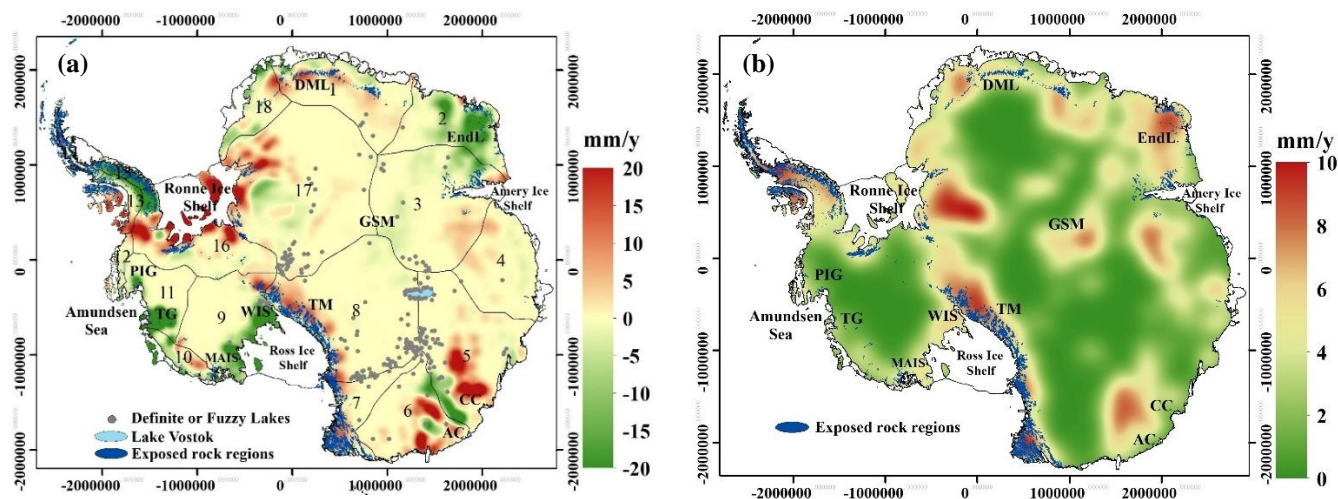 -2000000 -1000000 0 1000000 2000000
(a)
2000000
1000000
0
-1000000
-2000000
DML
1
18
2
EndL
Ronne Ice
Shelf
Amery Ice
Shelf
13
17
3
GSM
16
4
PIG
11
Amundsen
Sea
TG
9
WIS
TM
8
10
MAIS
Ross Ice
Shelf
5
CC
7
6
AC
Definite or Fuzzy Lakes
Lake Vostok
Exposed rock regions
-2000000 -1000000 0 1000000 2000000
mm/y
20
15
10
5
0
-5
-10
-15
-20
-2000000 -1000000 0 1000000 2000000
(b)
2000000
1000000
0
-1000000
-2000000
DML
EndL
Ronne Ice
Shelf
Amery Ice
Shelf
GSM
PIG
Amundsen
Sea
TG
WIS
TM
MAIS
Ross Ice
Shelf
CC
AC
Exposed rock regions
-2000000 -1000000 0 1000000 2000000
mm/y
10
8
6
4
2
0